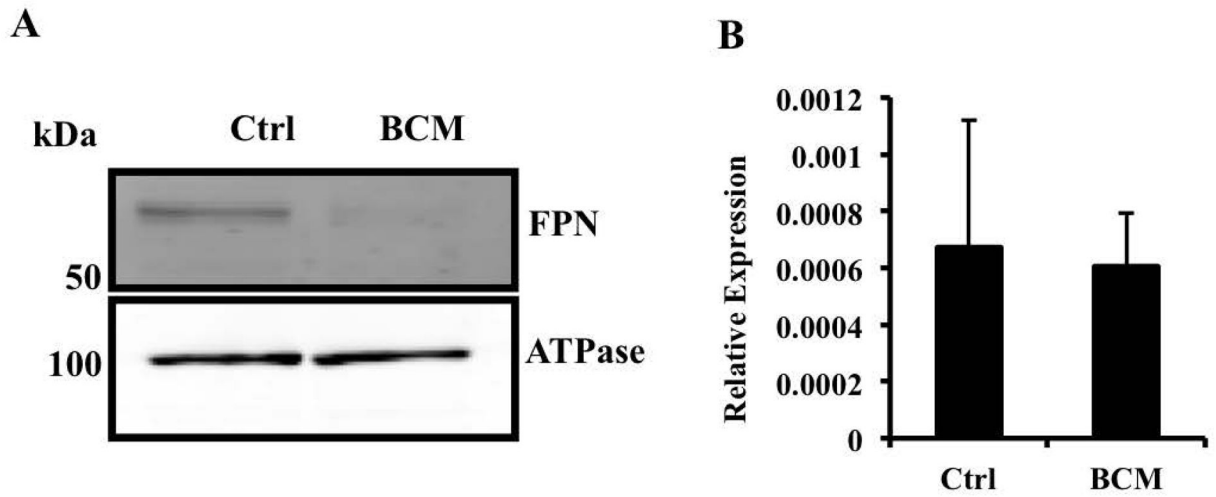 A
kDa
Ctrl BCM
FPN
50
100
ATPase
B
Relative Expression
0.0012
0.001
0.0008
0.0006
0.0004
0.0002
0
Ctrl BCM